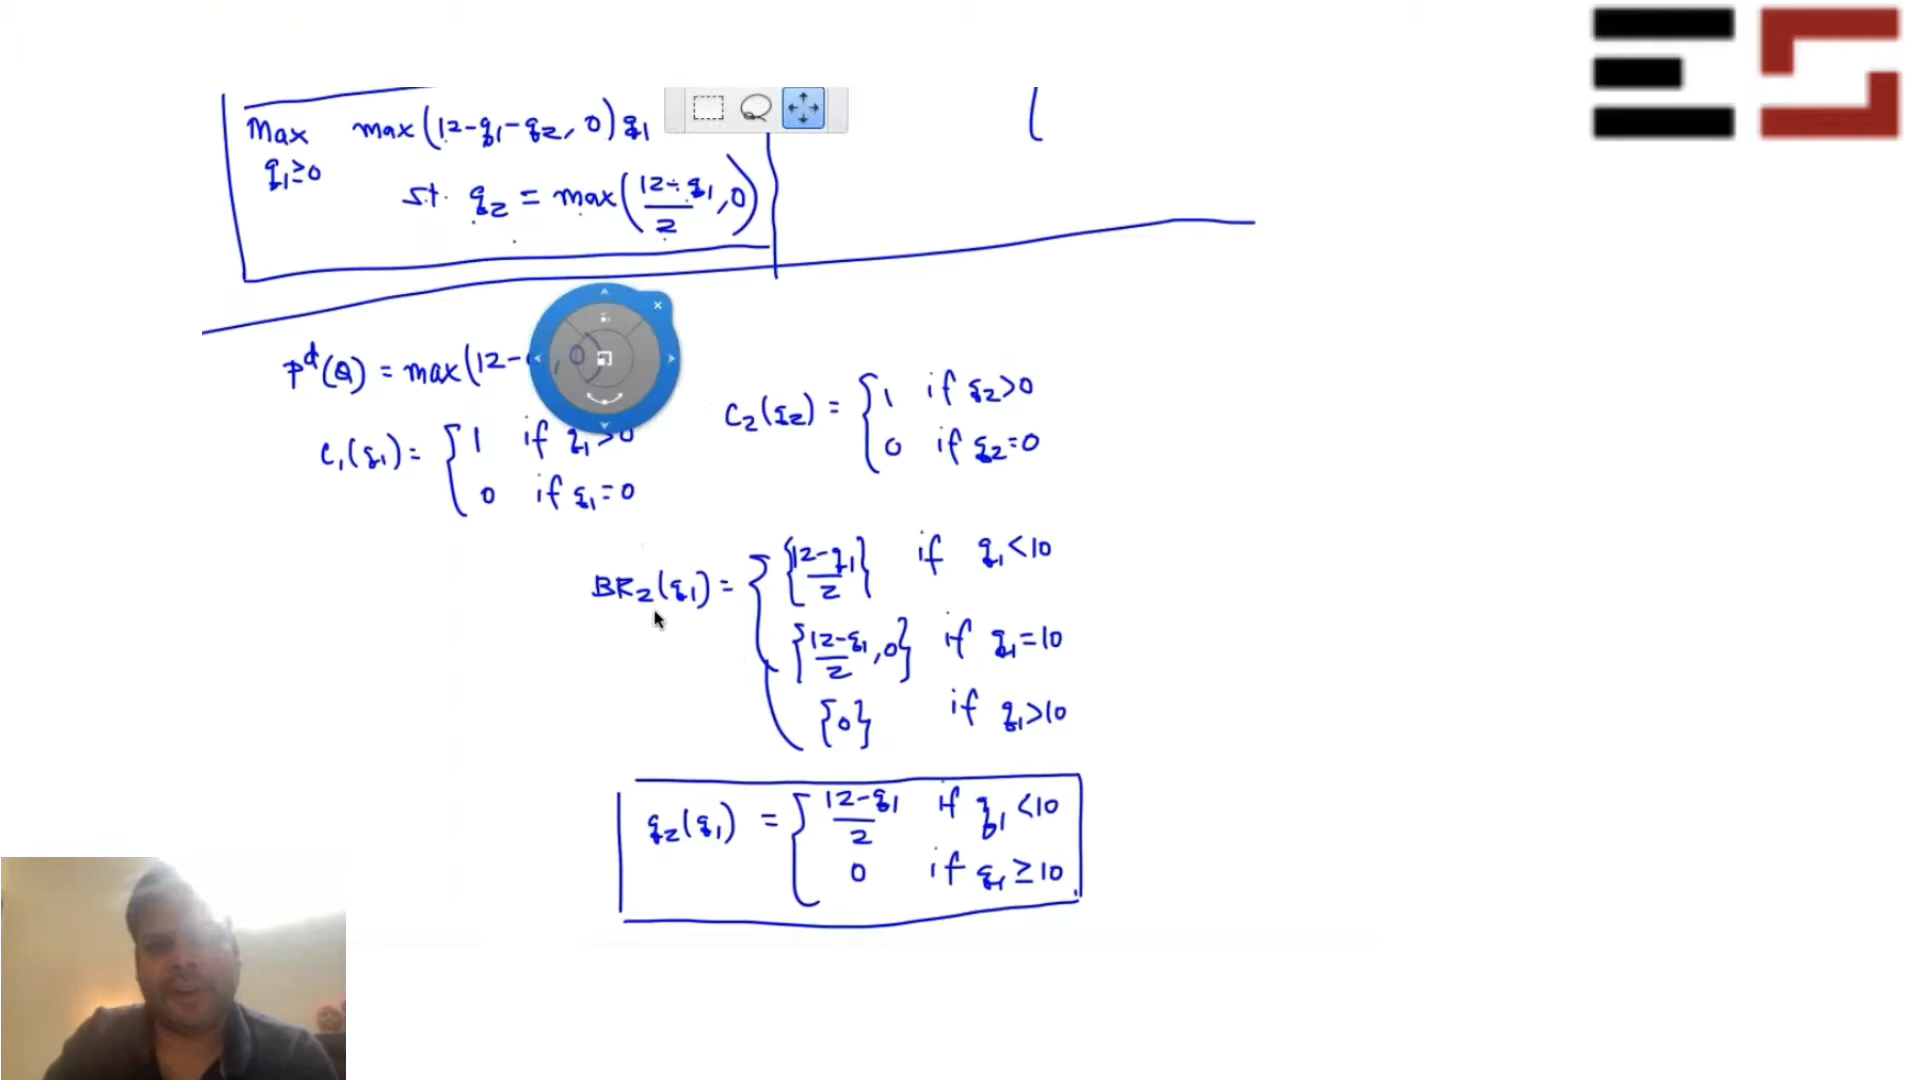 Max max(12-q1-q2, 0) q1
q1≥0
s.t. q2 = max((12-q1)/2, 0)
P^d(Q) = max(12-
C1(q1) = { 1 if q1>0
0 if q1=0
C2(q2) = { 1 if q2>0
0 if q2=0
BR2(q1) = { {(12-q1)/2} if q1<10
{(12-q1)/2, 0} if q1=10
{0} if q1>10
q2(q1) = { (12-q1)/2 if q1<10
0 if q1≥10
ES